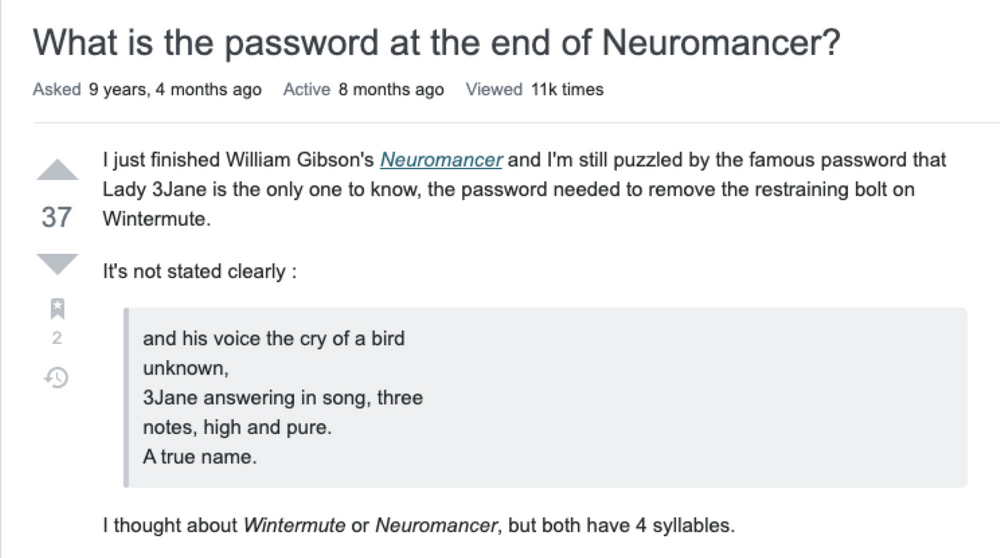 What is the password at the end of Neuromancer?
Asked 9 years, 4 months ago Active 8 months ago Viewed 11k times
I just finished William Gibson's Neuromancer and I'm still puzzled by the famous password that
Lady 3Jane is the only one to know, the password needed to remove the restraining bolt on
Wintermute.
37
It's not stated clearly :
2
and his voice the cry of a bird
unknown,
3Jane answering in song, three
notes, high and pure.
A true name.
I thought about Wintermute or Neuromancer, but both have 4 syllables.